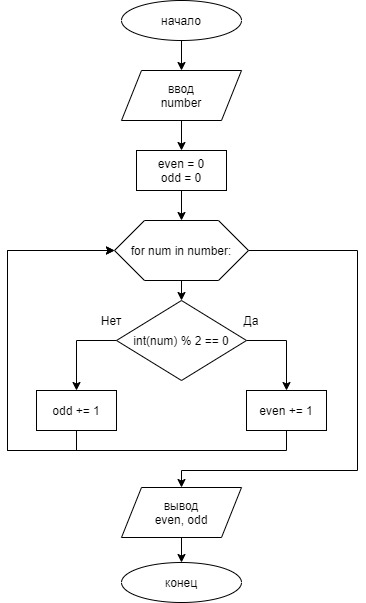 начало
ввод
number
even = 0
odd = 0
for num in number:
Нет
Да
int(num) % 2 == 0
odd += 1
even += 1
вывод
even, odd
конец